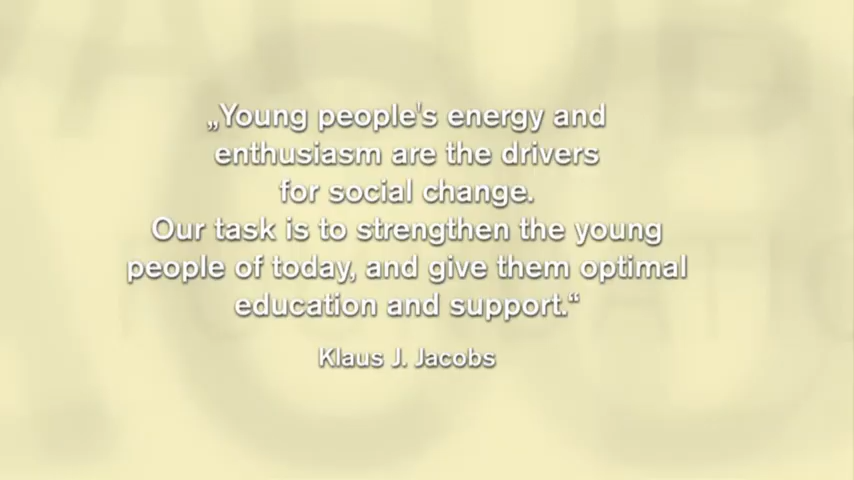 „Young people's energy and
enthusiasm are the drivers
for social change.
Our task is to strengthen the young
people of today, and give them optimal
education and support.“
Klaus J. Jacobs